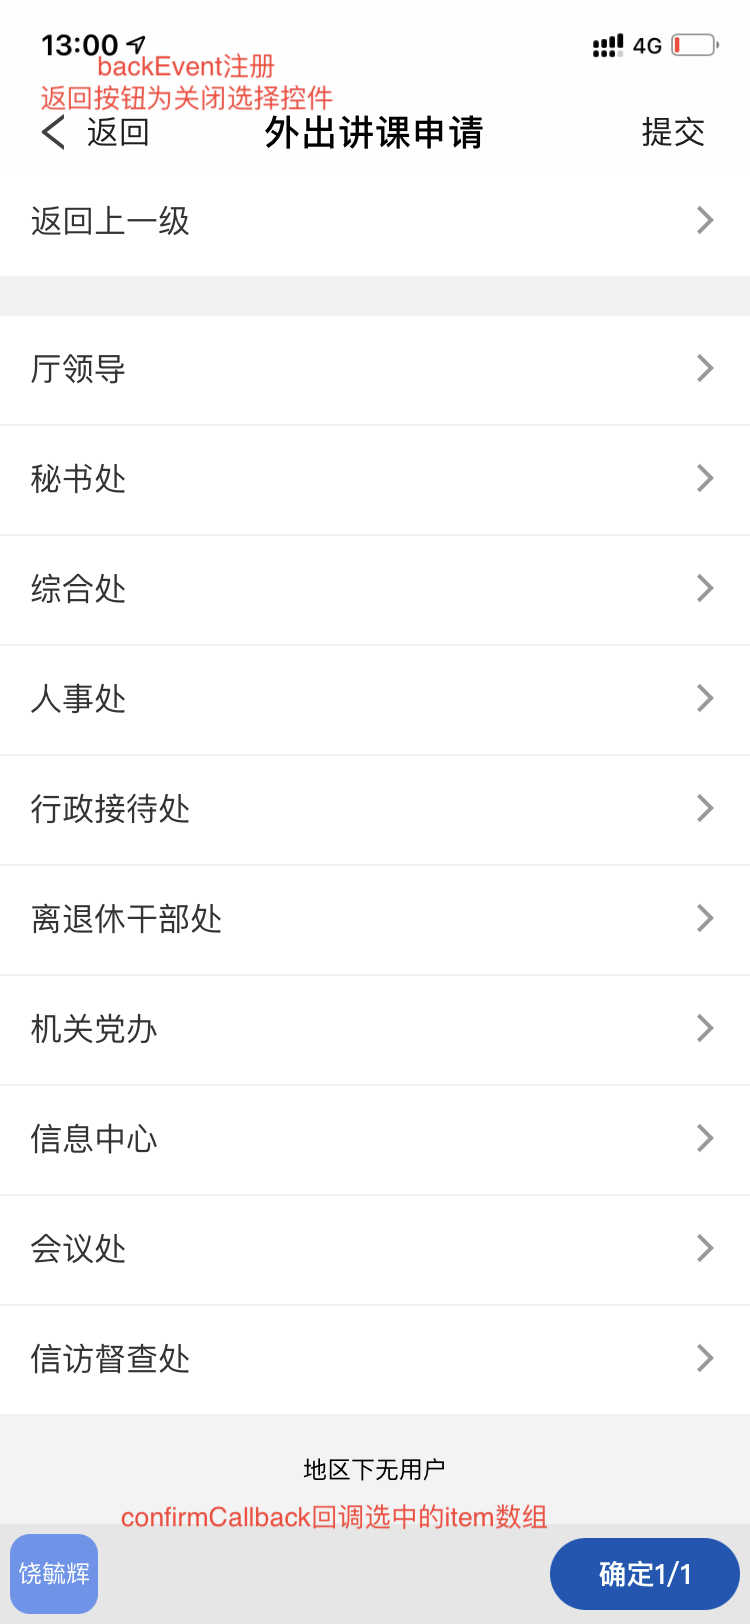 13:00
4G
backEvent注册
返回按钮为关闭选择控件
返回
外出讲课申请
提交
返回上一级
厅领导
秘书处
综合处
人事处
行政接待处
离退休干部处
机关党办
信息中心
会议处
信访督查处
地区下无用户
confirmCallback回调选中的item数组
饶毓辉
确定1/1